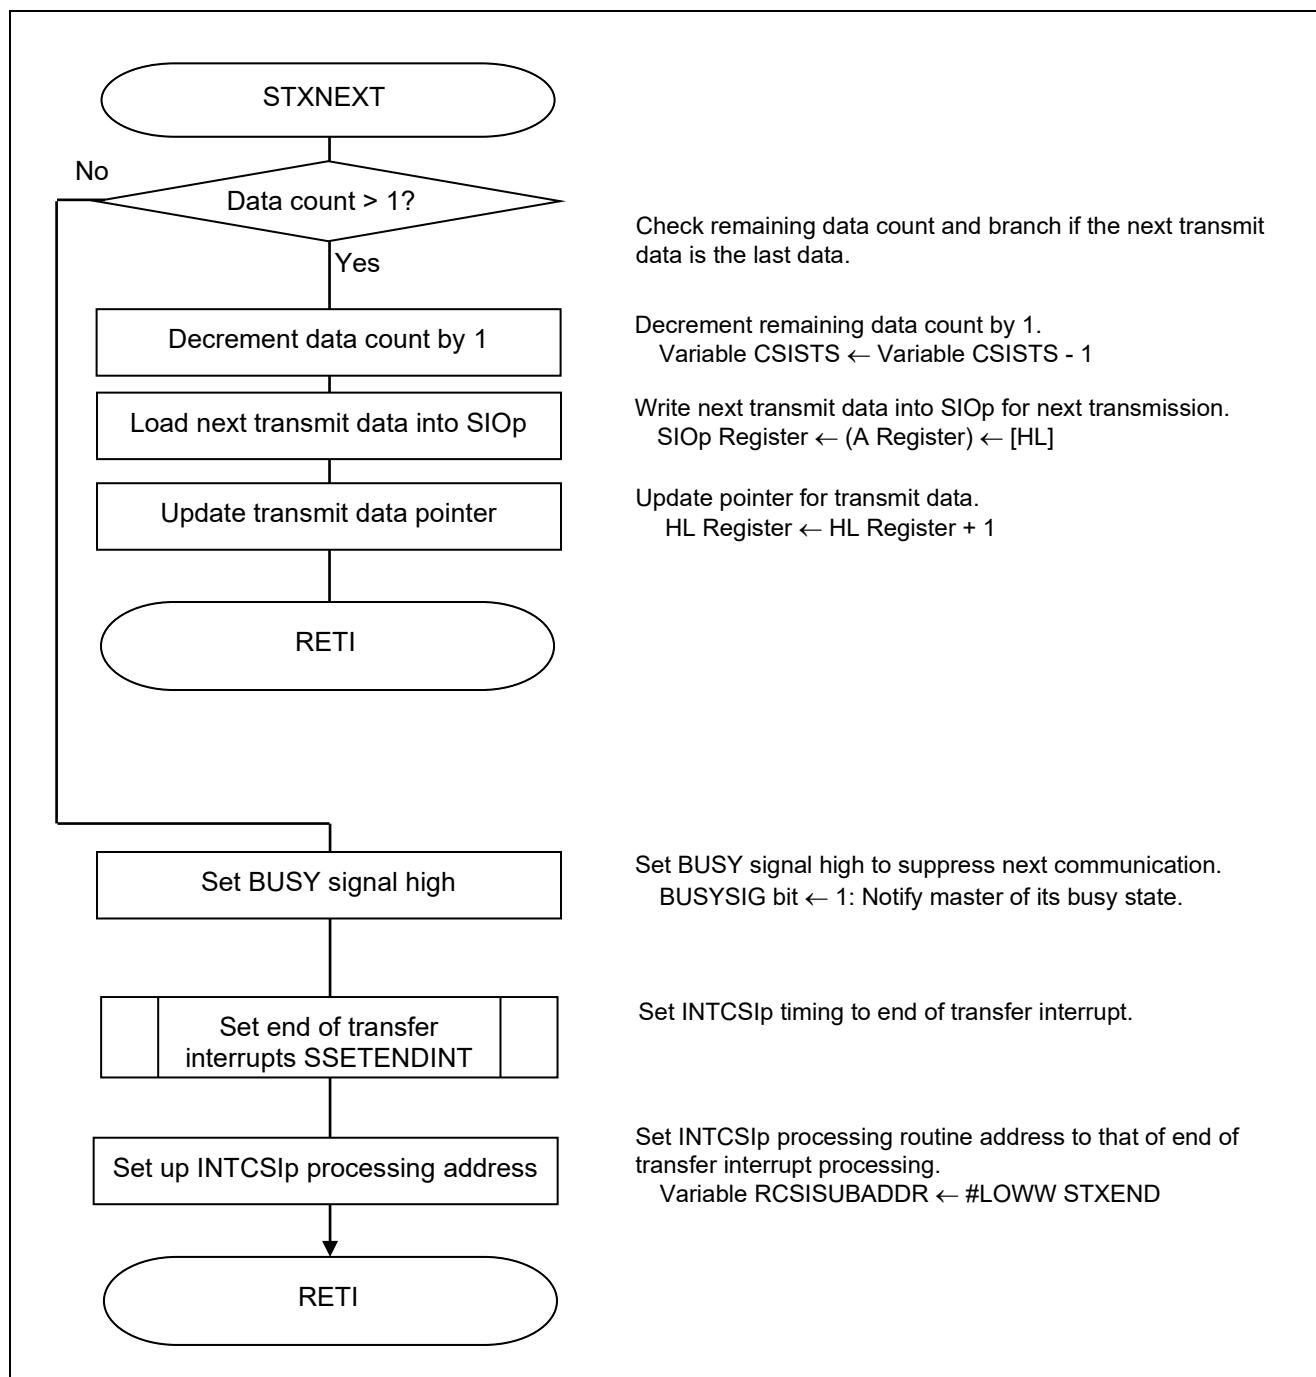 STXNEXT
No
Data count > 1?
Check remaining data count and branch if the next transmit
data is the last data.
Yes
Decrement data count by 1
Decrement remaining data count by 1.
Variable CSISTS ← Variable CSISTS - 1
Load next transmit data into SIOp
Write next transmit data into SIOp for next transmission.
SIOp Register ← (A Register) ← [HL]
Update transmit data pointer
Update pointer for transmit data.
HL Register ← HL Register + 1
RETI
Set BUSY signal high
Set BUSY signal high to suppress next communication.
BUSYSIG bit ← 1: Notify master of its busy state.
Set end of transfer
interrupts SSETENDINT
Set INTCSIp timing to end of transfer interrupt.
Set up INTCSIp processing address
Set INTCSIp processing routine address to that of end of
transfer interrupt processing.
Variable RCSISUBADDR ← #LOWW STXEND
RETI